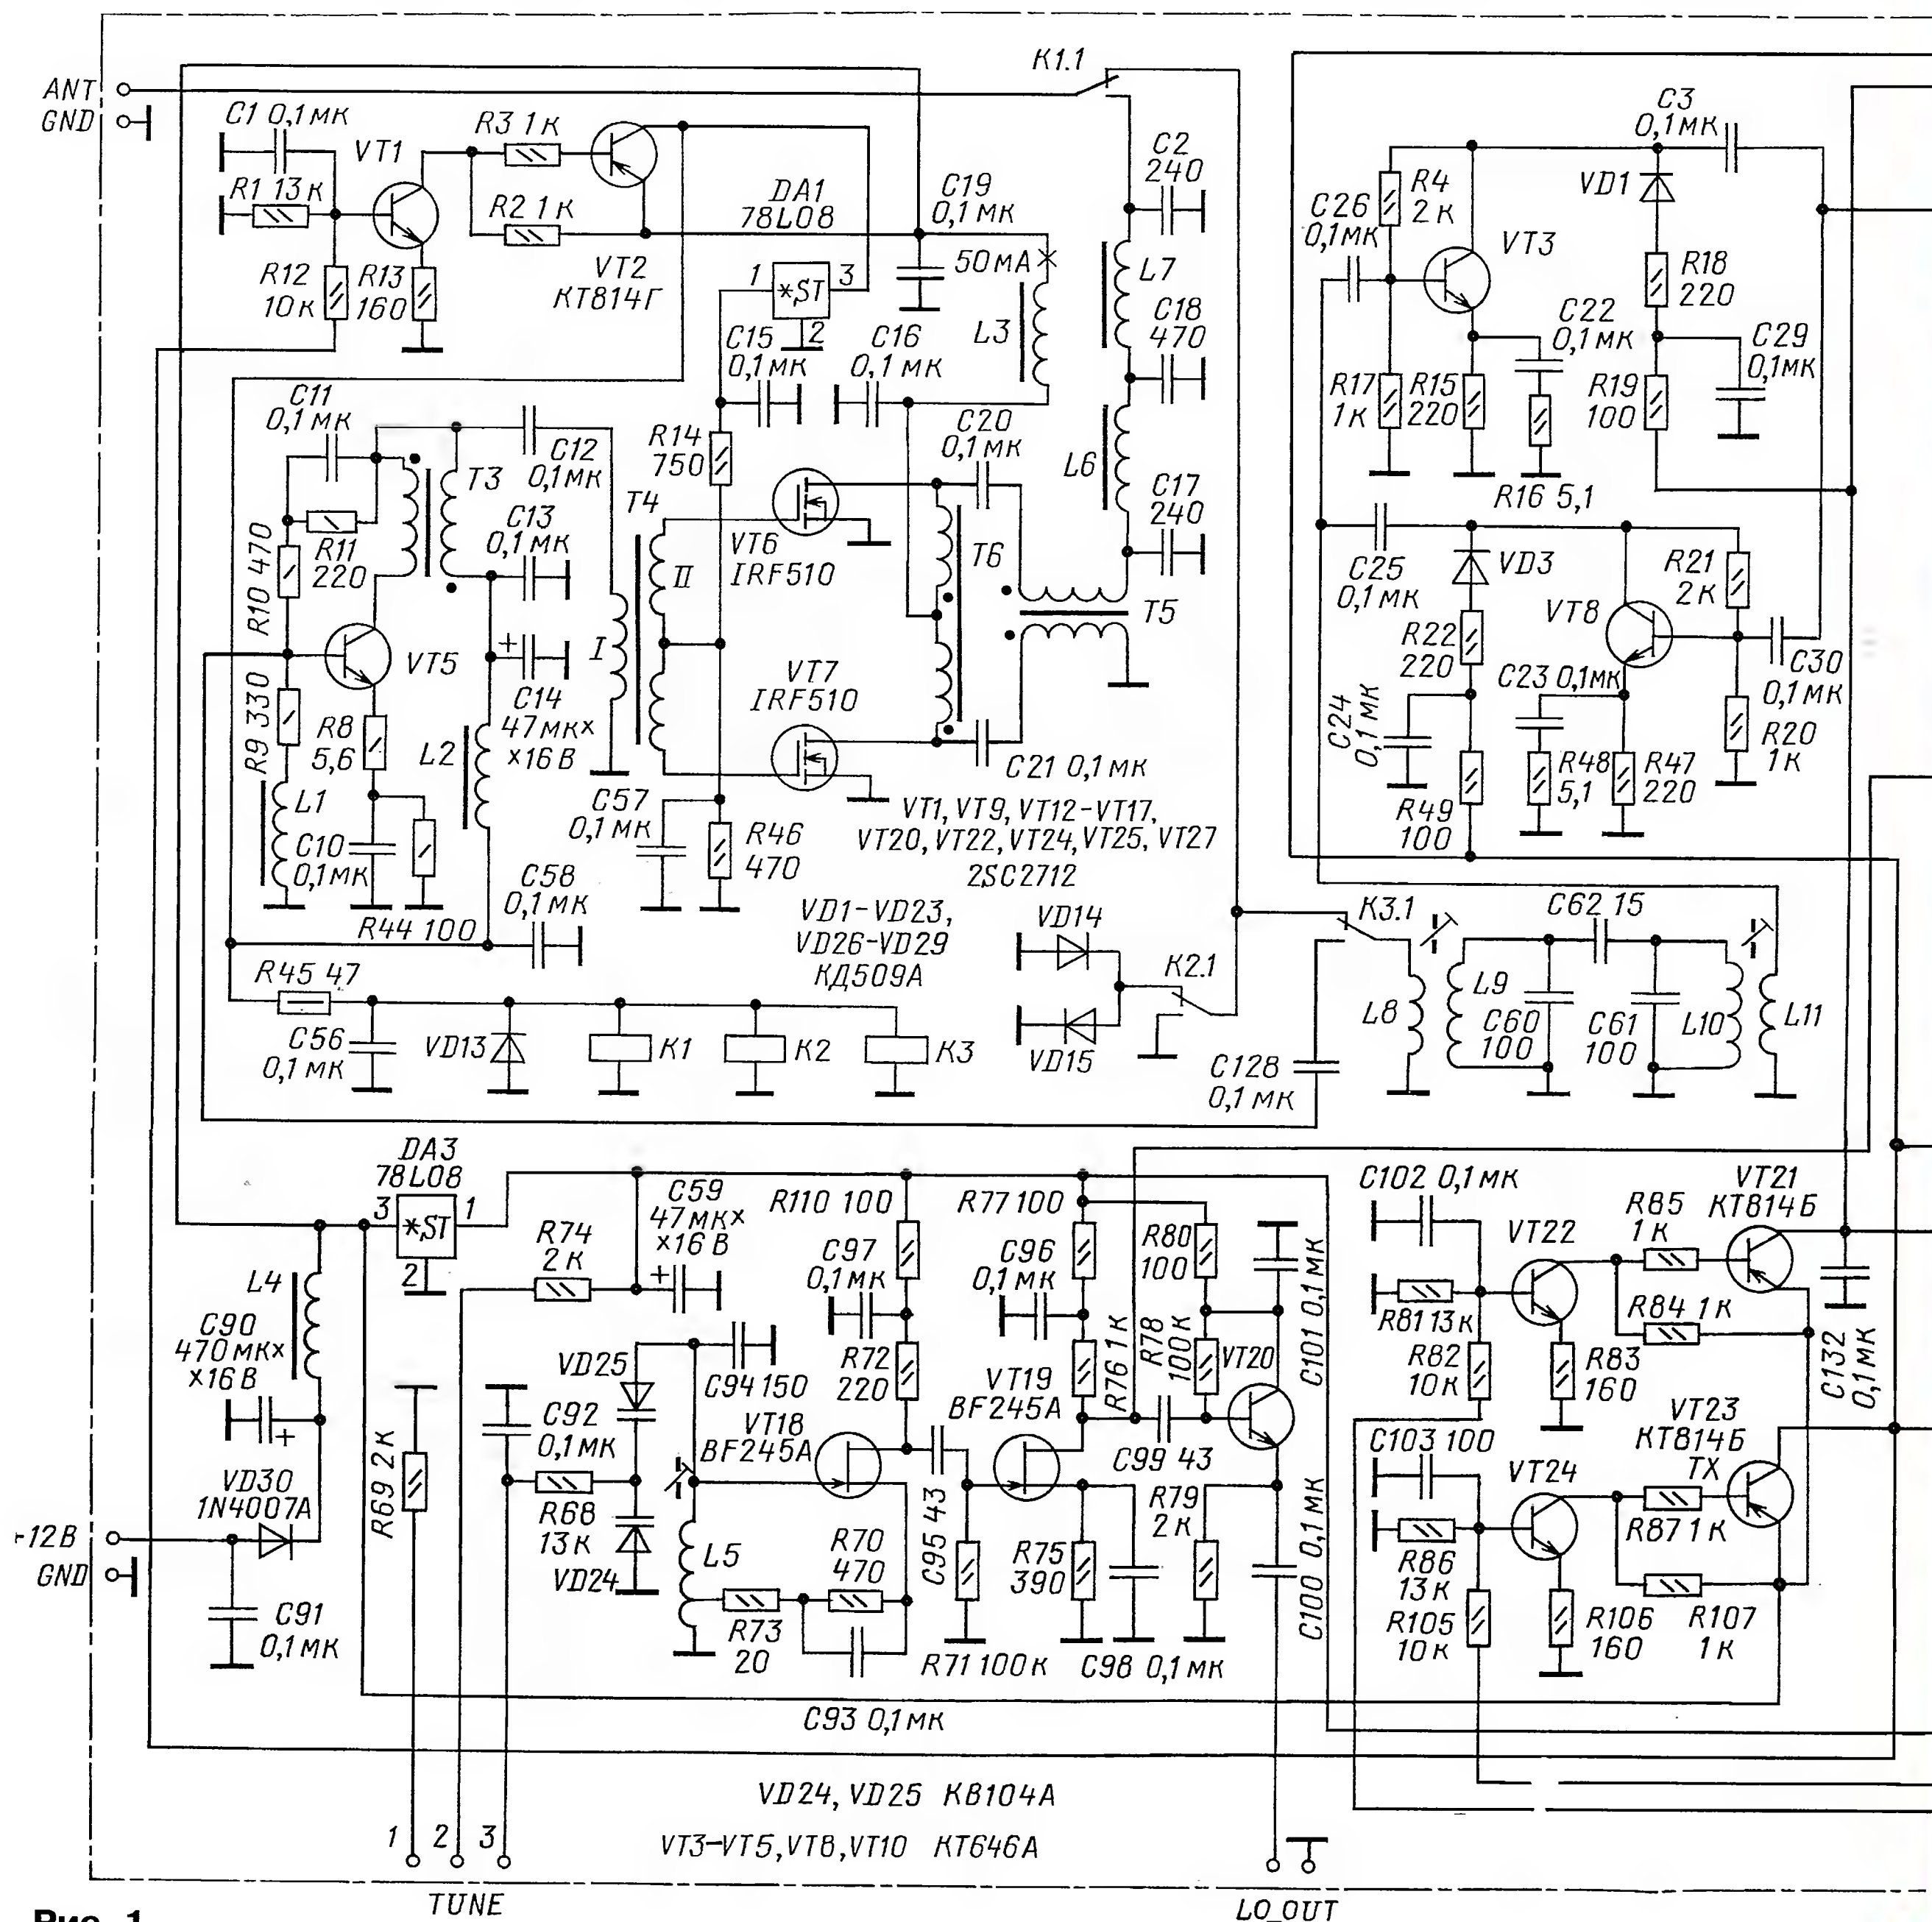 ANT
GND
C1 0,1мк
R1 13к
VT1
R3 1к
R2 1к
R12
10к
R13
160
VT2
КТ814Г
DA1
78L08
1
*ST
3
2
C19
0,1мк
50мА
L3
K1.1
C2
240
L7
C18
470
L6
C17
240
C15
0,1мк
C16
0,1мк
C11
0,1мк
R10 470
R11
220
T3
C12
0,1мк
C13
0,1мк
R14
750
T4
I
II
VT6
IRF510
VT7
IRF510
C20
0,1мк
T6
T5
C21 0,1мк
VT5
R9 330
R8
5,6
L1
C10
0,1мк
L2
+
C14
47мк×
×16В
R44 100
C58
0,1мк
C57
0,1мк
R46
470
VT1, VT9, VT12–VT17,
VT20, VT22, VT24, VT25, VT27
2SC2712
VD1–VD23,
VD26–VD29
КД509А
R45 47
C56
0,1мк
VD13
K1
K2
K3
VD14
VD15
K2.1
C3
0,1мк
C26
0,1мк
R4
2к
VT3
VD1
R18
220
C22
0,1мк
C29
0,1мк
R17
1к
R15
220
R19
100
R16 5,1
C25
0,1мк
VD3
R21
2к
VT8
R22
220
C24
0,1мк
C23 0,1мк
C30
0,1мк
R20
1к
R49
100
R48
5,1
R47
220
K3.1
C62 15
L8
L9
C60
100
C61
100
L10
L11
C128
0,1мк
DA3
78L08
3
*ST
1
2
L4
C90
470мк×
×16В
+
VD30
1N4007A
+12В
GND
C91
0,1мк
R69 2к
R74
2к
C59
47мк×
×16В
+
VD25
C92
0,1мк
R68
13к
VD24
C94 150
VT18
BF245A
L5
R73
20
R70
470
C93 0,1мк
R110 100
C97
0,1мк
R72
220
C95 43
R71 100к
R77 100
C96
0,1мк
VT19
BF245A
R76 1к
R75
390
C98 0,1мк
R80
100
R78
100к
VT20
C99 43
R79
2к
C101 0,1мк
C100 0,1мк
C102 0,1мк
R81 13к
R82
10к
VT22
R83
160
R85
1к
R84 1к
VT21
КТ814Б
C132
0,1мк
C103 100
R86
13к
R105
10к
VT24
R106
160
VT23
КТ814Б
TX
R87 1к
R107
1к
VD24, VD25 КВ104А
VT3–VT5, VT8, VT10 КТ646А
1
2
3
TUNE
LO_OUT
Рис. 1